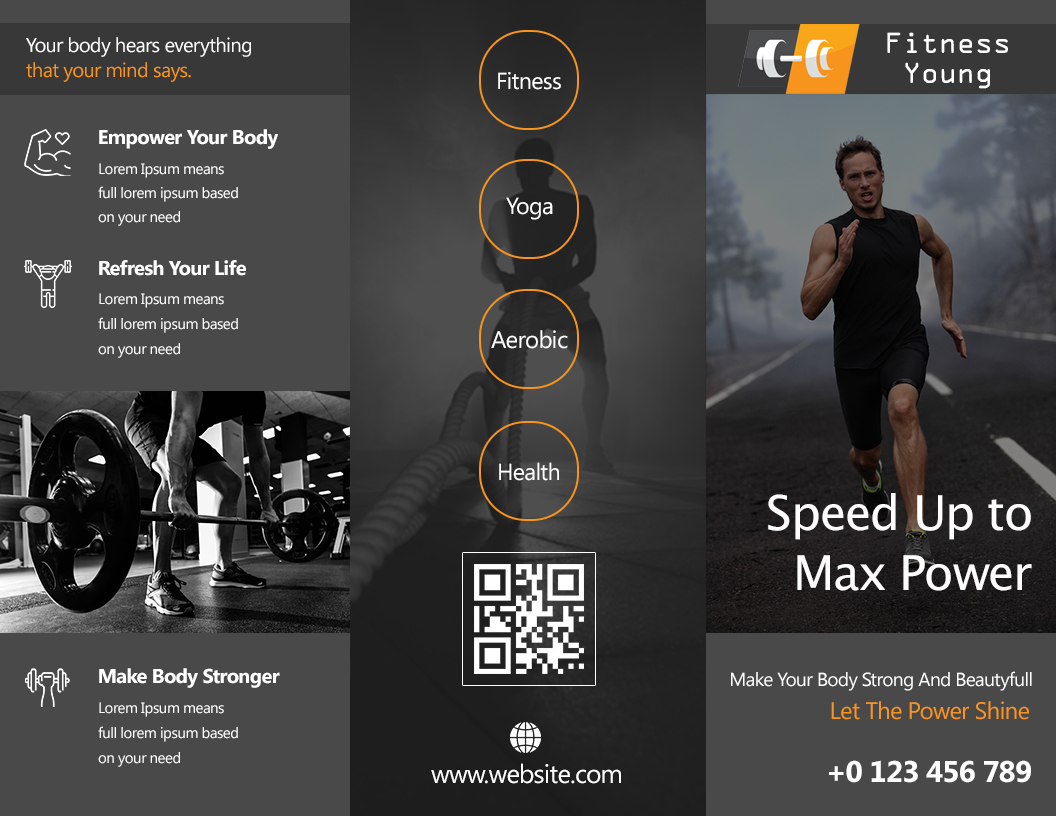 Your body hears everything
that your mind says.
Empower Your Body
Lorem Ipsum means
full lorem ipsum based
on your need
Refresh Your Life
Lorem Ipsum means
full lorem ipsum based
on your need
Make Body Stronger
Lorem Ipsum means
full lorem ipsum based
on your need
Fitness
Yoga
Aerobic
Health
www.website.com
Fitness
Young
Speed Up to
Max Power
Make Your Body Strong And Beautyfull
Let The Power Shine
+0 123 456 789